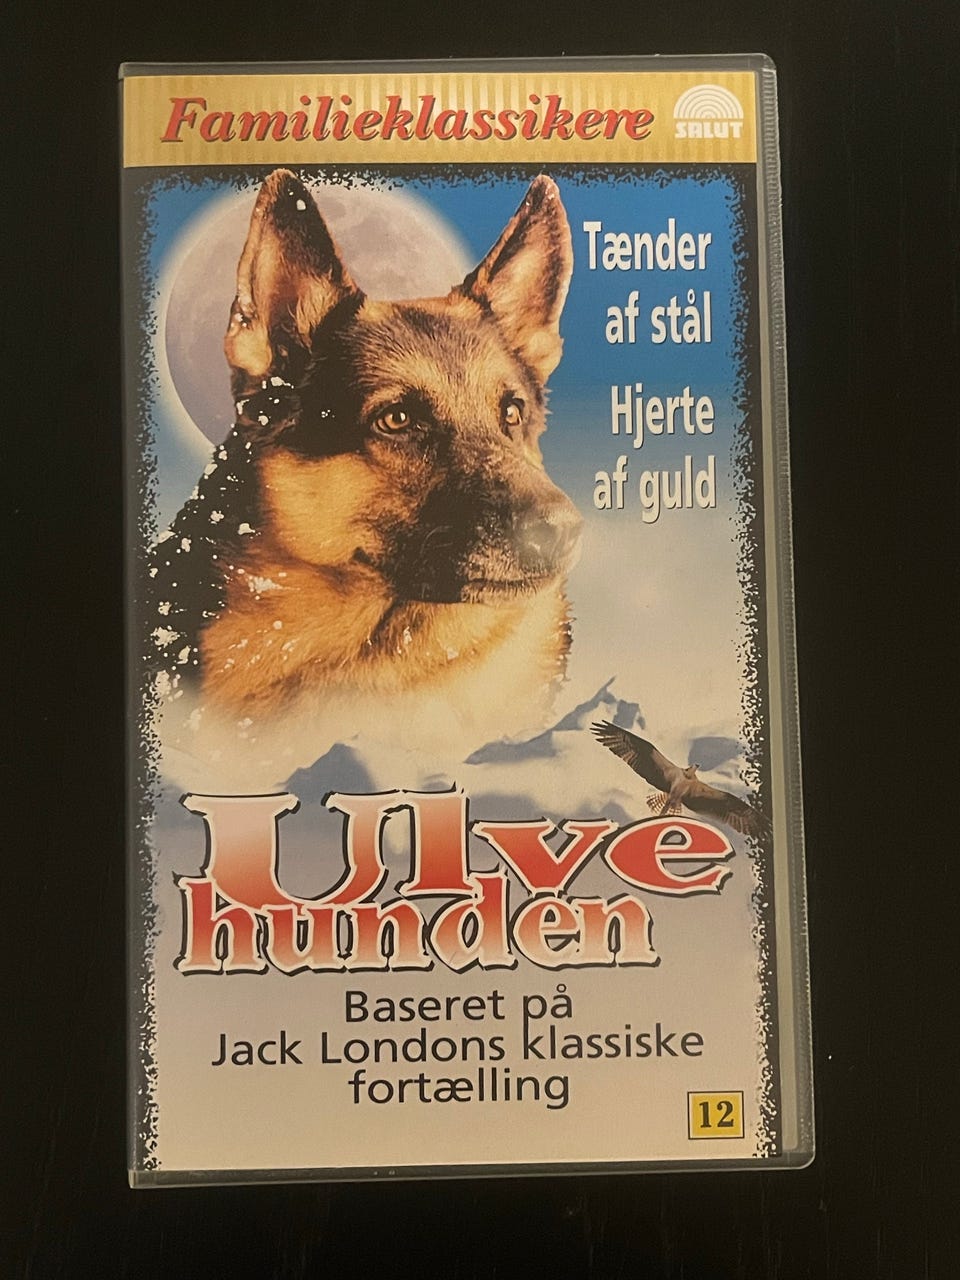 Familieklassikere
SALUT
Tænder
af stål
Hjerte
af guld
Ulve
hunden
Baseret på
Jack Londons klassiske
fortælling
12